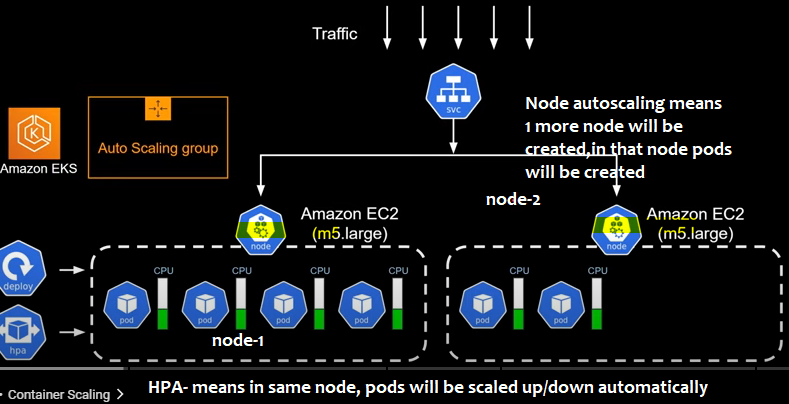 Traffic
svc
Node autoscaling means
1 more node will be
created,in that node pods
will be created
Amazon EKS
Auto Scaling group
node-2
Amazon EC2
(m5.large)
node
Amazon EC2
(m5.large)
node
deploy
CPU
CPU
CPU
CPU
CPU
CPU
pod
pod
pod
pod
pod
pod
hpa
node-1
HPA- means in same node, pods will be scaled up/down automatically
• Container Scaling >